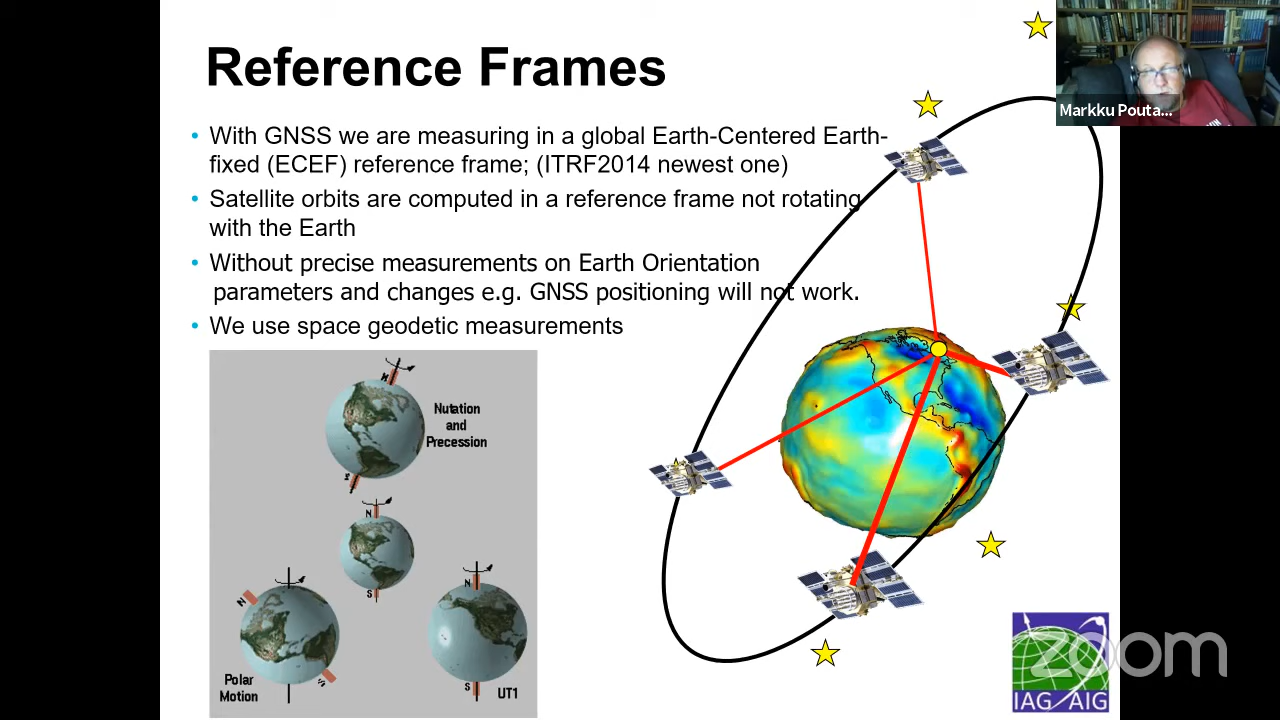 Reference Frames
Markku Pouta...
• With GNSS we are measuring in a global Earth-Centered Earth-
fixed (ECEF) reference frame; (ITRF2014 newest one)
• Satellite orbits are computed in a reference frame not rotating
with the Earth
• Without precise measurements on Earth Orientation
parameters and changes e.g. GNSS positioning will not work.
• We use space geodetic measurements
N
Nutation
and
Precession
S
N
S
N
N
S
Polar
Motion
S
UT1
zoom
IAG AIG